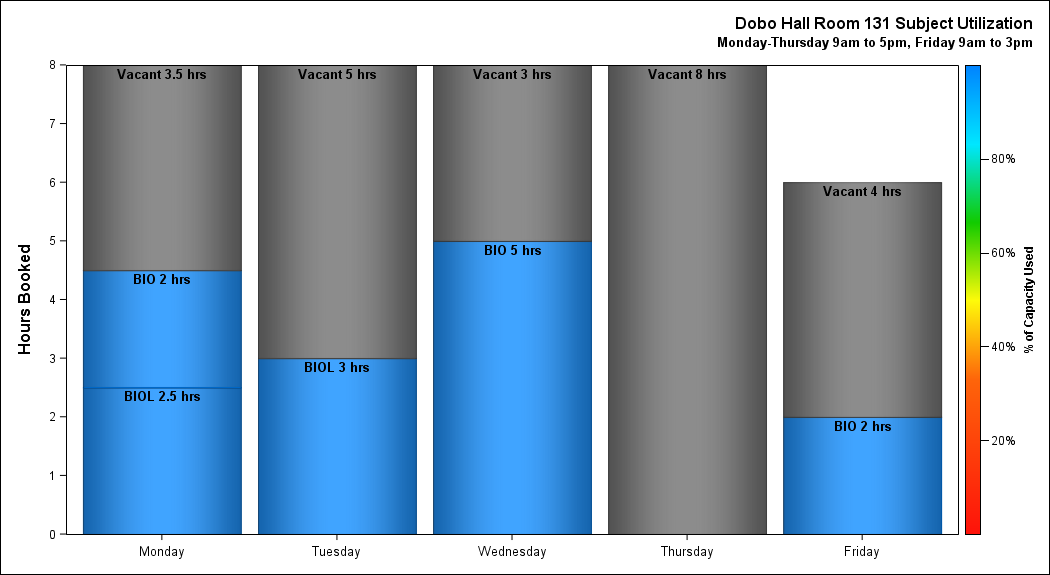 Dobo Hall Room 131 Subject Utilization
Monday-Thursday 9am to 5pm, Friday 9am to 3pm
Hours Booked
8
7
6
5
4
3
2
1
0
Vacant 3.5 hrs
BIO 2 hrs
BIOL 2.5 hrs
Vacant 5 hrs
BIOL 3 hrs
Vacant 3 hrs
BIO 5 hrs
Vacant 8 hrs
Vacant 4 hrs
BIO 2 hrs
Monday
Tuesday
Wednesday
Thursday
Friday
80%
60%
40%
20%
% of Capacity Used